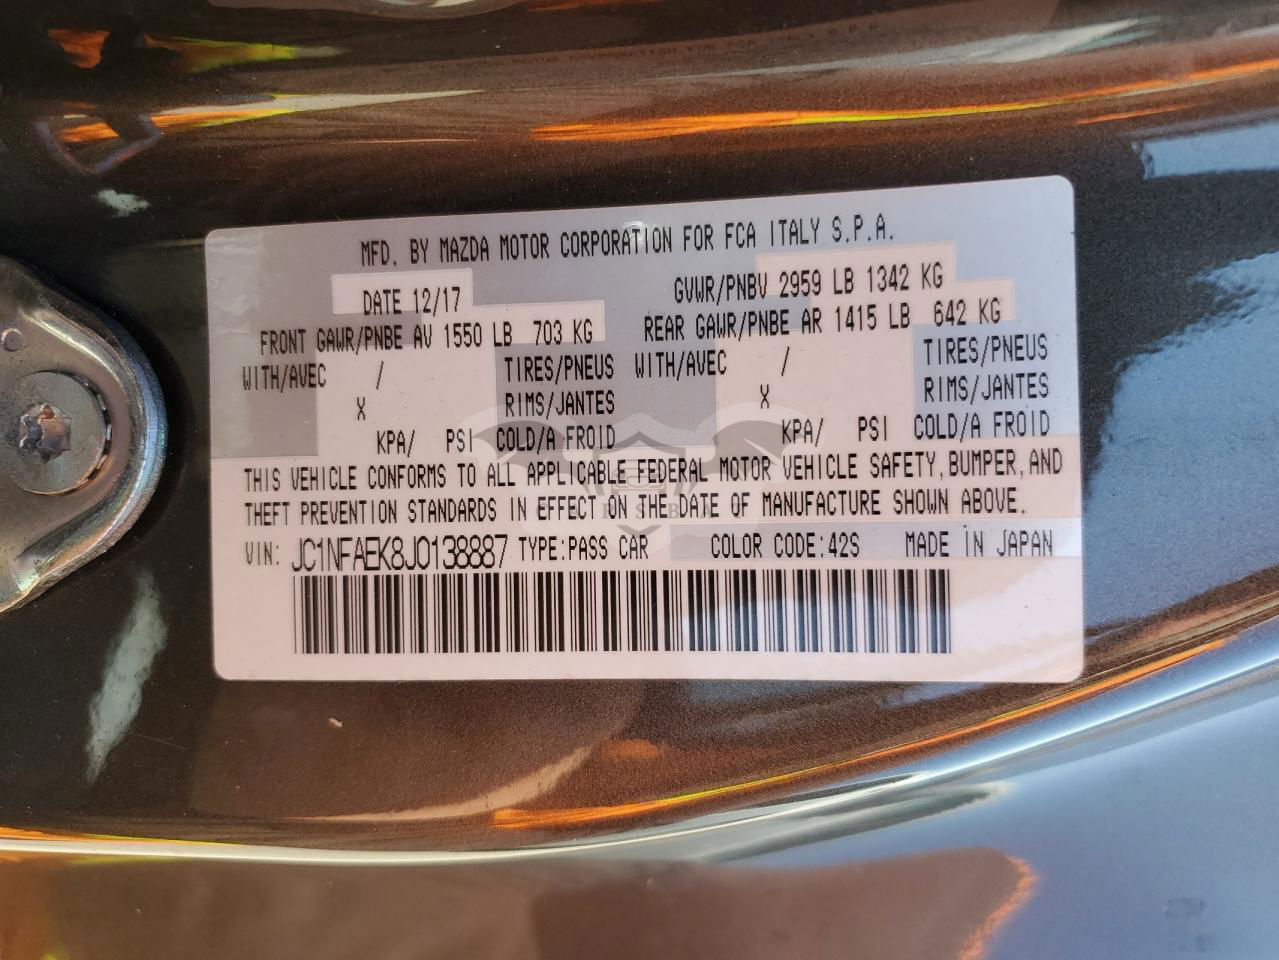 MFD. BY MAZDA MOTOR CORPORATION FOR FCA ITALY S.P.A.
DATE 12/17 GVWR/PNBV 2959 LB 1342 KG
FRONT GAWR/PNBE AV 1550 LB 703 KG REAR GAWR/PNBE AR 1415 LB 642 KG
WITH/AVEC / TIRES/PNEUS WITH/AVEC / TIRES/PNEUS
X RIMS/JANTES X RIMS/JANTES
KPA/ PSI COLD/A FROID KPA/ PSI COLD/A FROID
THIS VEHICLE CONFORMS TO ALL APPLICABLE FEDERAL MOTOR VEHICLE SAFETY, BUMPER, AND
THEFT PREVENTION STANDARDS IN EFFECT ON THE DATE OF MANUFACTURE SHOWN ABOVE.
VIN: JC1NFAEK8J0138887 TYPE:PASS CAR COLOR CODE:42S MADE IN JAPAN